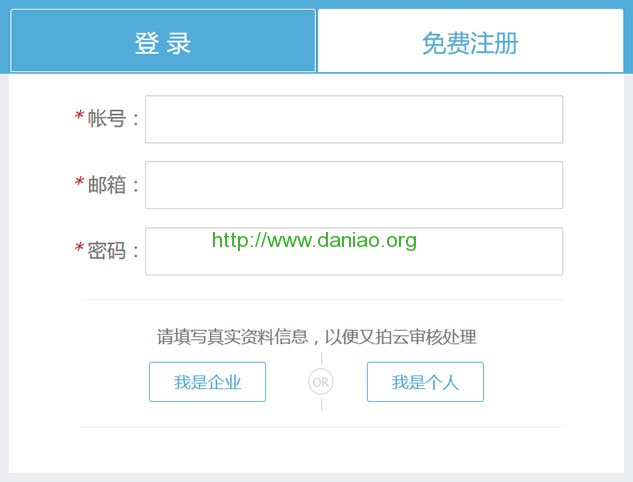 登 录
免费注册
*帐号：
*邮箱：
*密码：
http://www.daniao.org
请填写真实资料信息，以便又拍云审核处理
我是企业
OR
我是个人